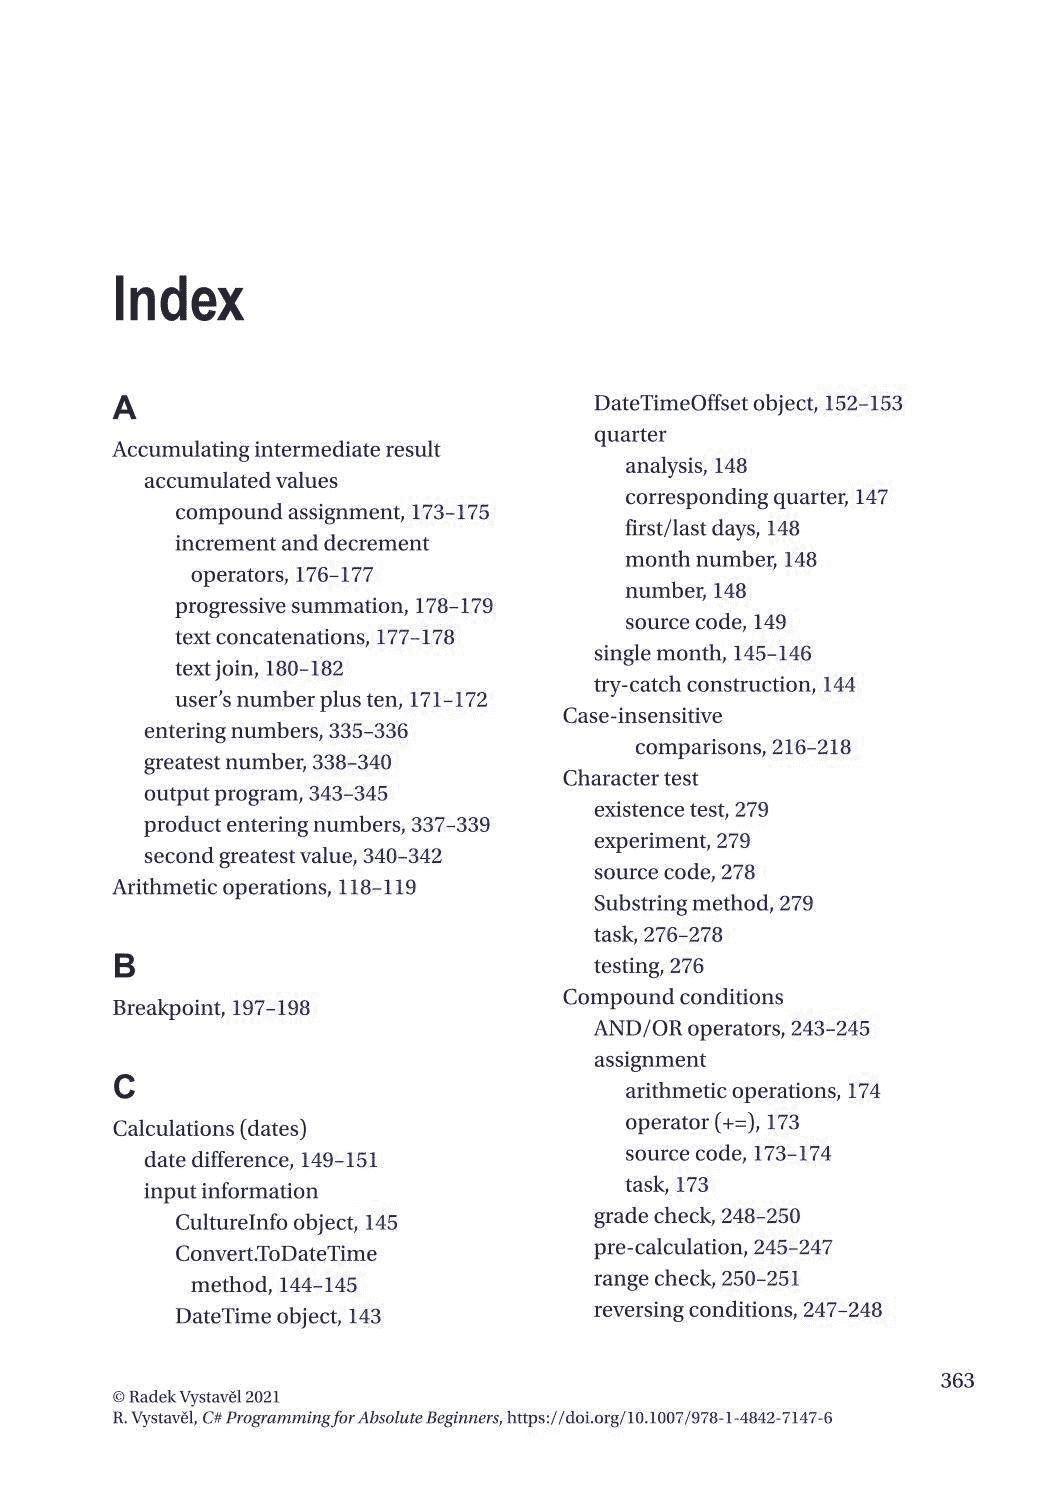 Index
A
Accumulating intermediate result
accumulated values
compound assignment, 173–175
increment and decrement
operators, 176–177
progressive summation, 178–179
text concatenations, 177–178
text join, 180–182
user’s number plus ten, 171–172
entering numbers, 335–336
greatest number, 338–340
output program, 343–345
product entering numbers, 337–339
second greatest value, 340–342
Arithmetic operations, 118–119
B
Breakpoint, 197–198
C
Calculations (dates)
date difference, 149–151
input information
CultureInfo object, 145
Convert.ToDateTime
method, 144–145
DateTime object, 143
DateTimeOffset object, 152–153
quarter
analysis, 148
corresponding quarter, 147
first/last days, 148
month number, 148
number, 148
source code, 149
single month, 145–146
try-catch construction, 144
Case-insensitive
comparisons, 216–218
Character test
existence test, 279
experiment, 279
source code, 278
Substring method, 279
task, 276–278
testing, 276
Compound conditions
AND/OR operators, 243–245
assignment
arithmetic operations, 174
operator (+=), 173
source code, 173–174
task, 173
grade check, 248–250
pre-calculation, 245–247
range check, 250–251
reversing conditions, 247–248
363
© Radek Vystavěl 2021
R. Vystavěl, C# Programming for Absolute Beginners, https://doi.org/10.1007/978-1-4842-7147-6